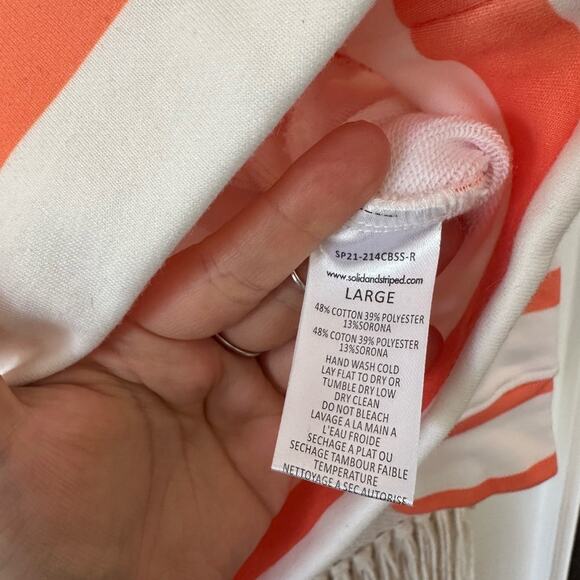 SP21-214CBSS-R
www.solidandstriped.com
LARGE
48% COTTON 39% POLYESTER
13%SORONA
48% COTON 39% POLYESTER
13%SORONA
HAND WASH COLD
LAY FLAT TO DRY OR
TUMBLE DRY LOW
DRY CLEAN
DO NOT BLEACH
LAVAGE A LA MAIN A
L'EAU FROIDE
SECHAGE A PLAT OU
SECHAGE TAMBOUR FAIBLE
TEMPERATURE
NETTOYAGE A SEC AUTORISE